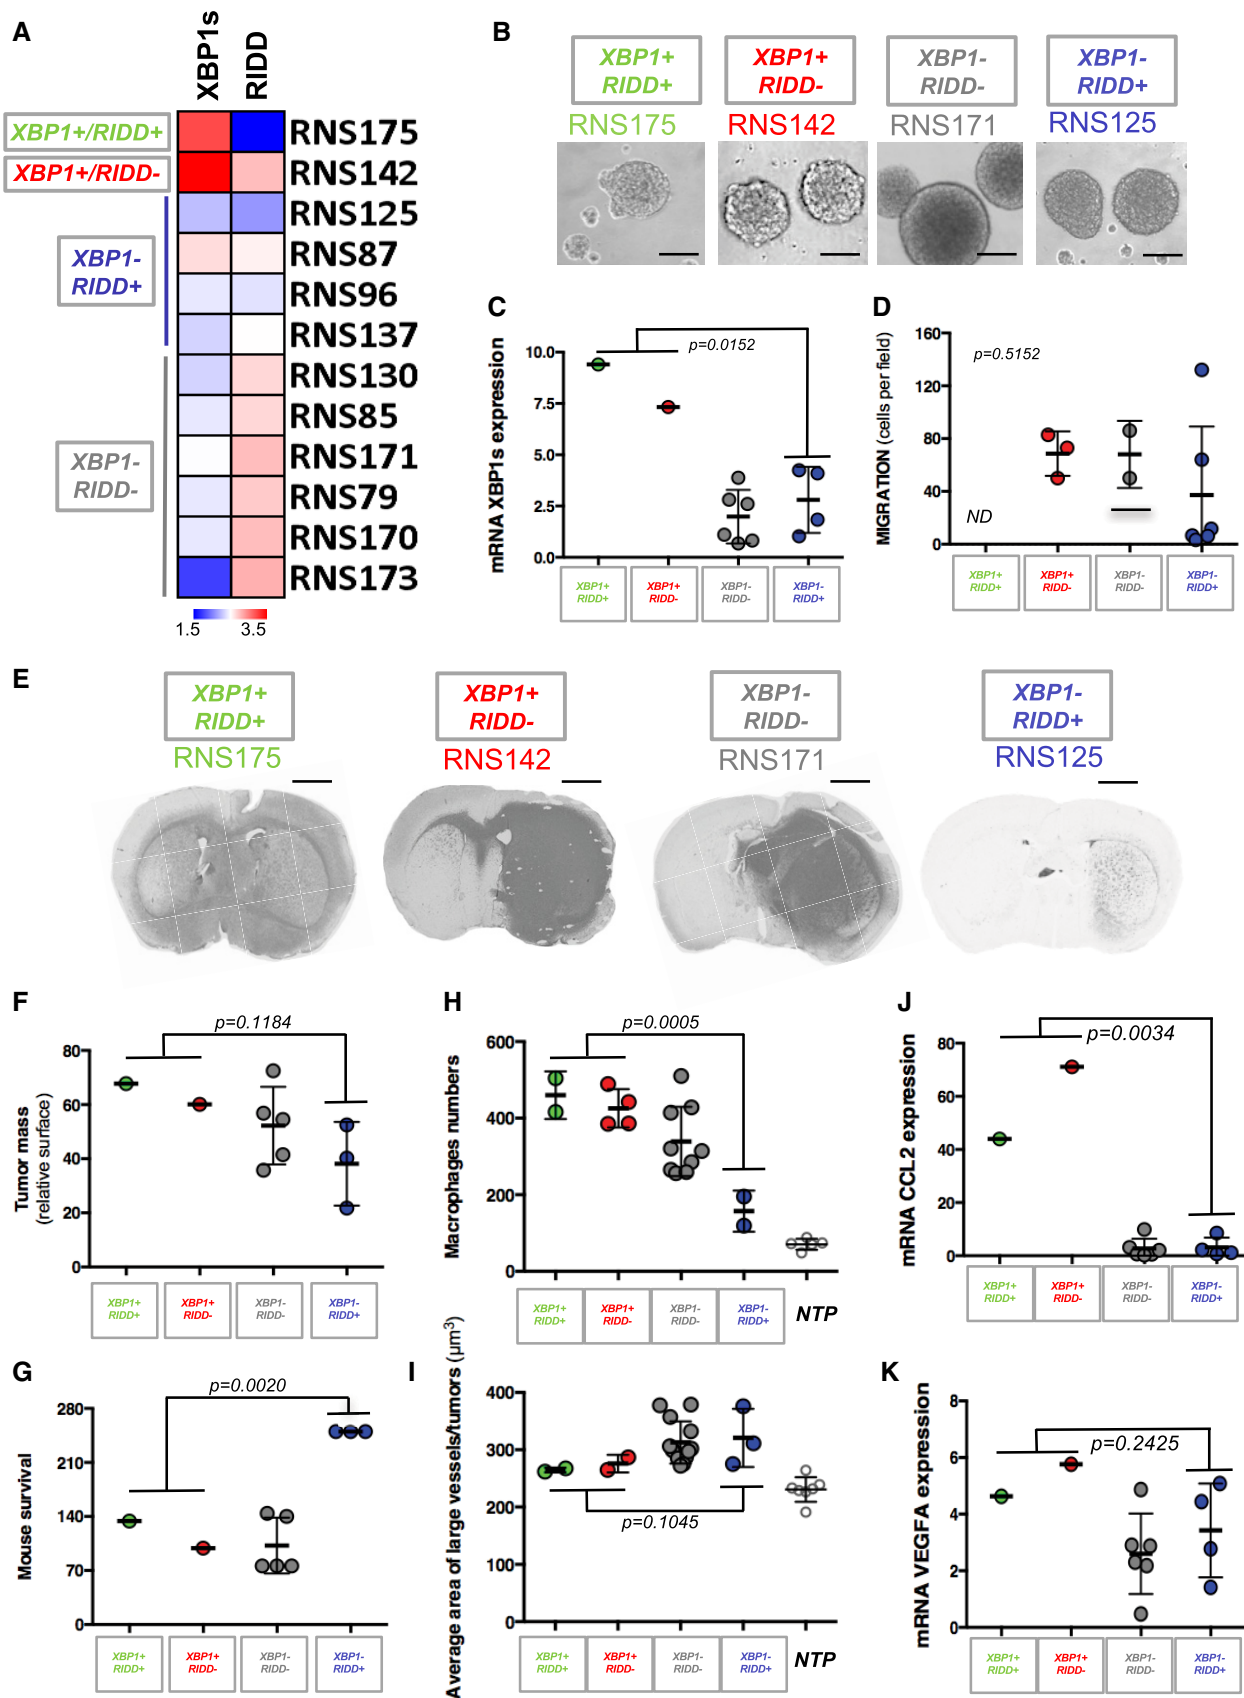 A
XBP1s
RIDD
XBP1+/RIDD+
RNS175
XBP1+/RIDD-
RNS142
XBP1-
RIDD+
RNS125
RNS87
RNS96
RNS137
XBP1-
RIDD-
RNS130
RNS85
RNS171
RNS79
RNS170
RNS173
1.5 3.5
B
XBP1+
RIDD+
RNS175
XBP1+
RIDD-
RNS142
XBP1-
RIDD-
RNS171
XBP1-
RIDD+
RNS125
C
mRNA XBP1s expression
10.0
7.5
5.0
2.5
0.0
p=0.0152
XBP1+
RIDD+
XBP1+
RIDD-
XBP1-
RIDD-
XBP1-
RIDD+
D
MIGRATION (cells per field)
160
120
80
40
0
p=0.5152
ND
XBP1+
RIDD+
XBP1+
RIDD-
XBP1-
RIDD-
XBP1-
RIDD+
E
XBP1+
RIDD+
RNS175
XBP1+
RIDD-
RNS142
XBP1-
RIDD-
RNS171
XBP1-
RIDD+
RNS125
F
Tumor mass
(relative surface)
80
60
40
20
0
p=0.1184
XBP1+
RIDD+
XBP1+
RIDD-
XBP1-
RIDD-
XBP1-
RIDD+
H
Macrophages numbers
600
400
200
0
p=0.0005
XBP1+
RIDD+
XBP1+
RIDD-
XBP1-
RIDD-
XBP1-
RIDD+
NTP
J
mRNA CCL2 expression
80
60
40
20
0
p=0.0034
XBP1+
RIDD+
XBP1+
RIDD-
XBP1-
RIDD-
XBP1-
RIDD+
G
Mouse survival
280
210
140
70
0
p=0.0020
XBP1+
RIDD+
XBP1+
RIDD-
XBP1-
RIDD-
XBP1-
RIDD+
I
Average area of large vessels/tumors (µm³)
400
300
200
100
0
p=0.1045
XBP1+
RIDD+
XBP1+
RIDD-
XBP1-
RIDD-
XBP1-
RIDD+
NTP
K
mRNA VEGFA expression
8
6
4
2
0
p=0.2425
XBP1+
RIDD+
XBP1+
RIDD-
XBP1-
RIDD-
XBP1-
RIDD+